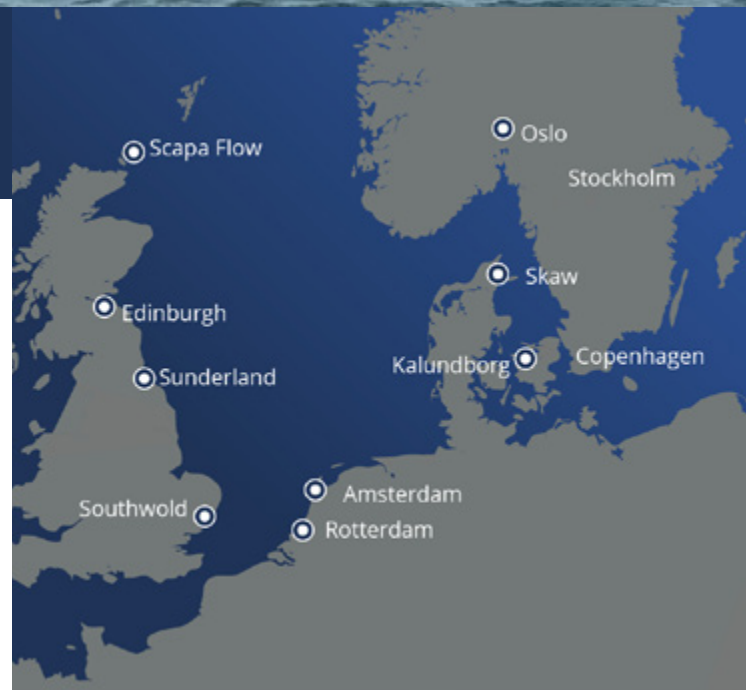 Oslo
Scapa Flow
Stockholm
Skaw
Edinburgh
Copenhagen
Kalundborg
Sunderland
Amsterdam
Southwold
Rotterdam